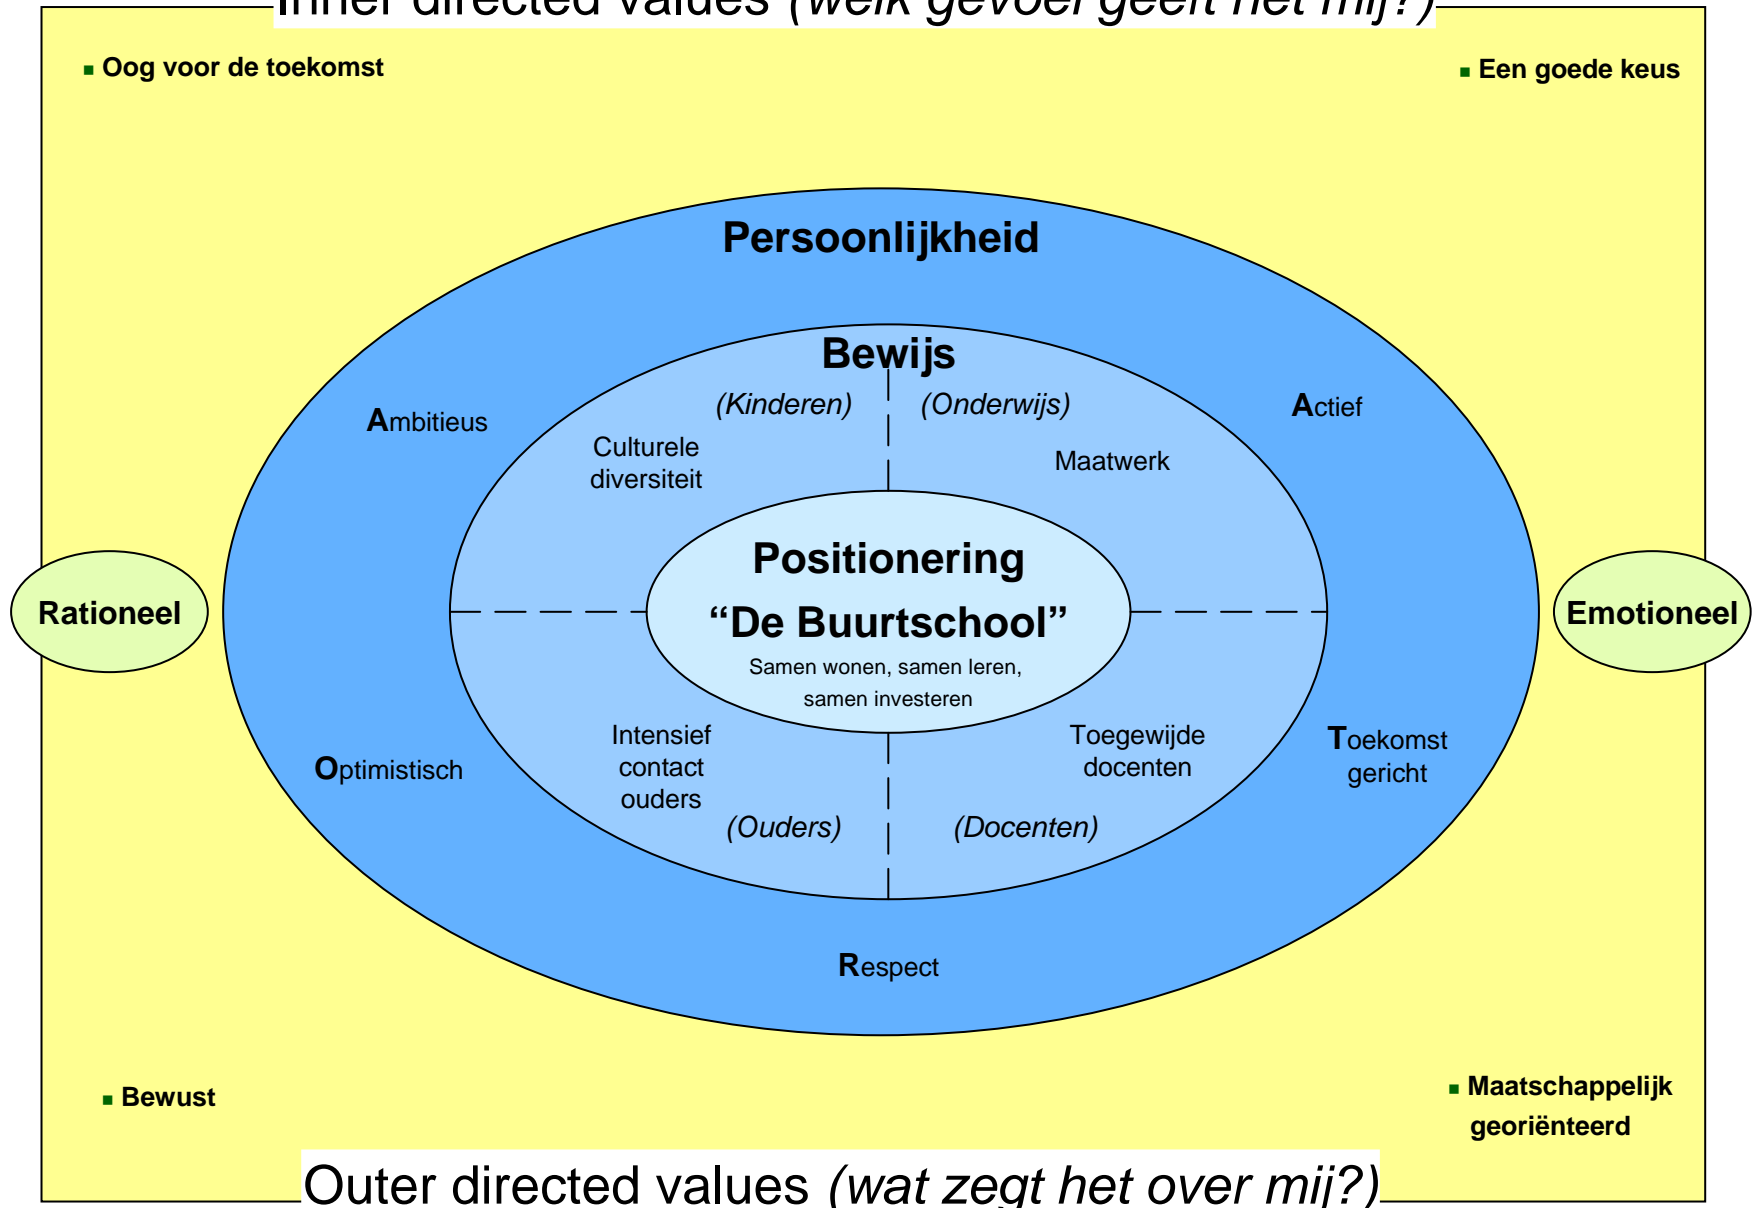 Inner directed values (welk gevoel geeft het mij?)
▪ Oog voor de toekomst
▪ Een goede keus
Persoonlijkheid
Bewijs
(Kinderen)
(Onderwijs)
Ambitieus
Actief
Culturele
diversiteit
Maatwerk
Positionering
“De Buurtschool”
Samen wonen, samen leren,
samen investeren
Rationeel
Emotioneel
Intensief
contact
ouders
Toegewijde
docenten
Optimistisch
Toekomst
gericht
(Ouders)
(Docenten)
Respect
▪ Bewust
▪ Maatschappelijk
georiënteerd
Outer directed values (wat zegt het over mij?)